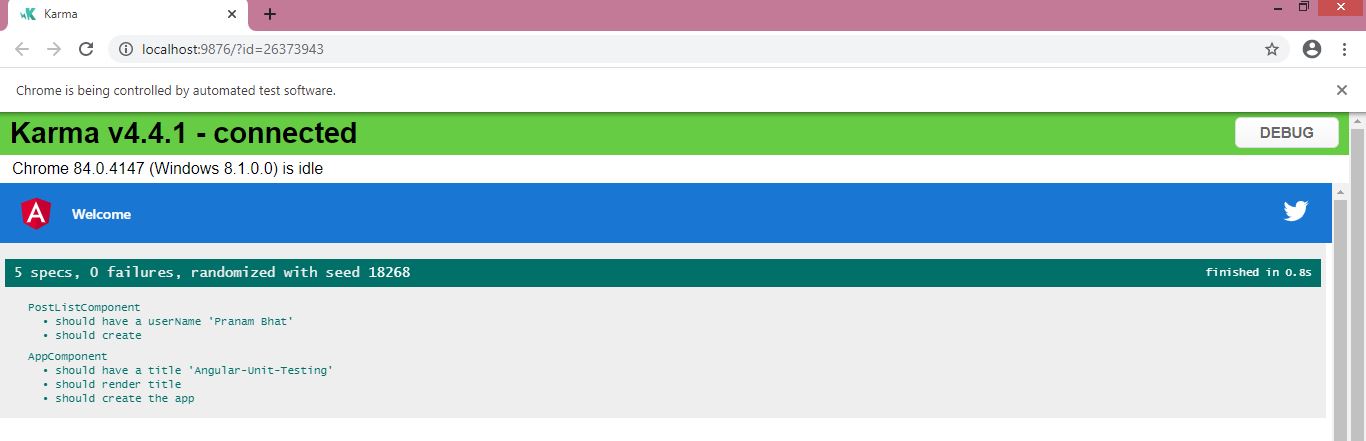 Karma
localhost:9876/?id=26373943
Chrome is being controlled by automated test software.
Karma v4.4.1 - connected
DEBUG
Chrome 84.0.4147 (Windows 8.1.0.0) is idle
A
Welcome
5 specs, 0 failures, randomized with seed 18268
finished in 0.8s
PostListComponent
• should have a userName 'Pranam Bhat'
• should create
AppComponent
• should have a title 'Angular-Unit-Testing'
• should render title
• should create the app